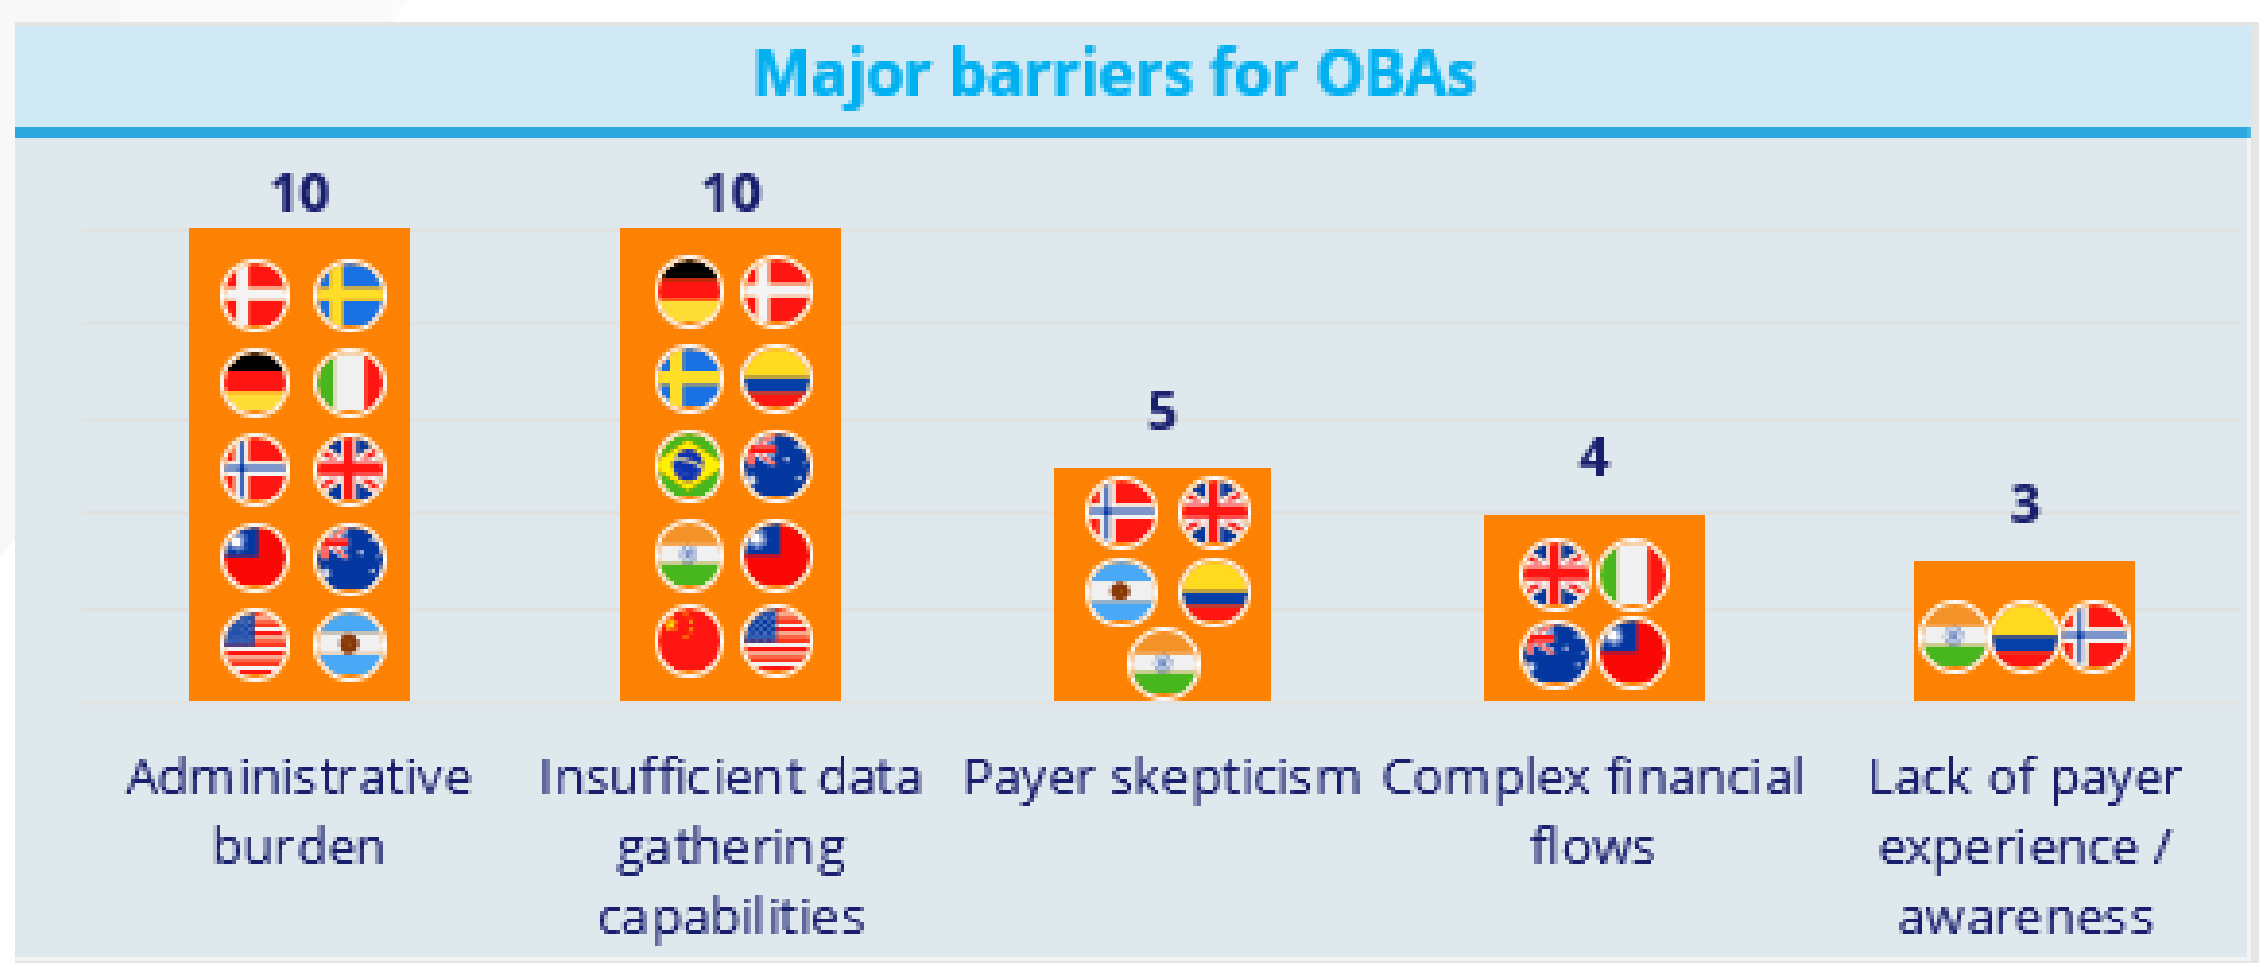 Major barriers for OBAs
10
10
5
4
3
Administrative
burden
Insufficient data
gathering
capabilities
Payer skepticism
Complex financial
flows
Lack of payer
experience /
awareness